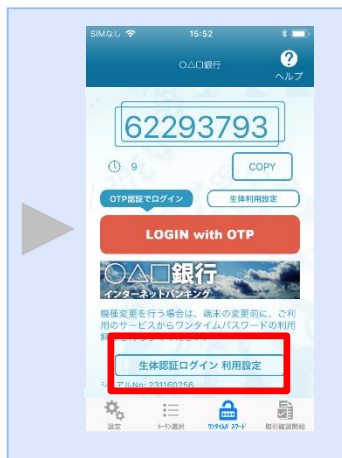 SIMなし 15:52
○△□銀行
?
ヘルプ
62293793
9 COPY
OTP認証でログイン 生体利用設定
LOGIN with OTP
○△□銀行
インターネットバンキング
機種変更を行う場合は、端末の変更前に、ご利
用のサービスからワンタイムパスワードの利用
生体認証ログイン 利用設定
アルNo: 231160256
設定 トークン選択 ワンタイムパスワード 取引確認開始